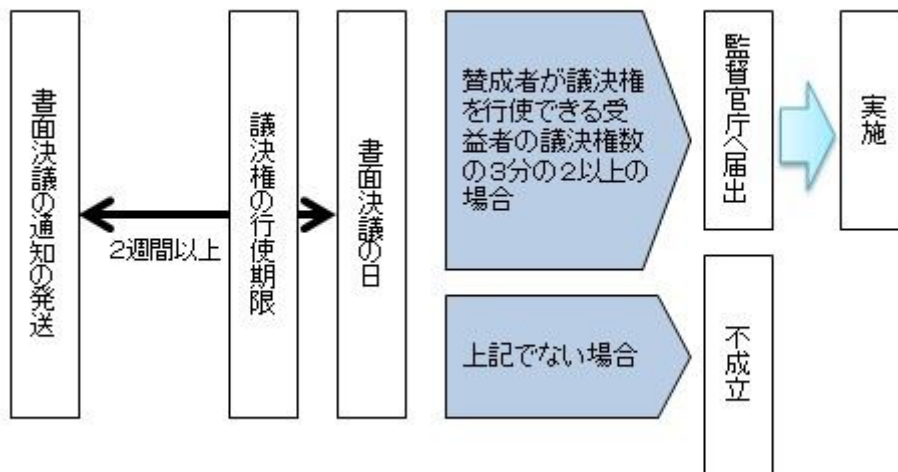 書面決議の通知の発送
2週間以上
議決権の行使期限
書面決議の日
賛成者が議決権
を行使できる受
益者の議決権数
の3分の2以上の
場合
監督官庁へ届出
実施
上記でない場合
不成立